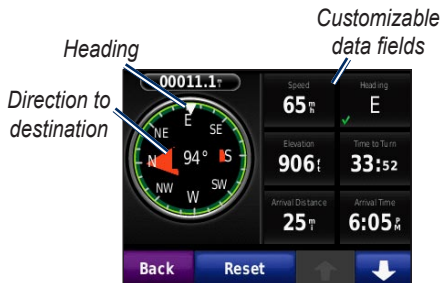 Customizable
data fields
Heading
Direction to
destination
00011.1
Speed
65 m h
Heading
E
Elevation
906 f t
Time to Turn
33:52
Arrival Distance
25 m i
Arrival Time
6:05 P M
E
NE
SE
N
94°
S
NW
SW
W
Back
Reset